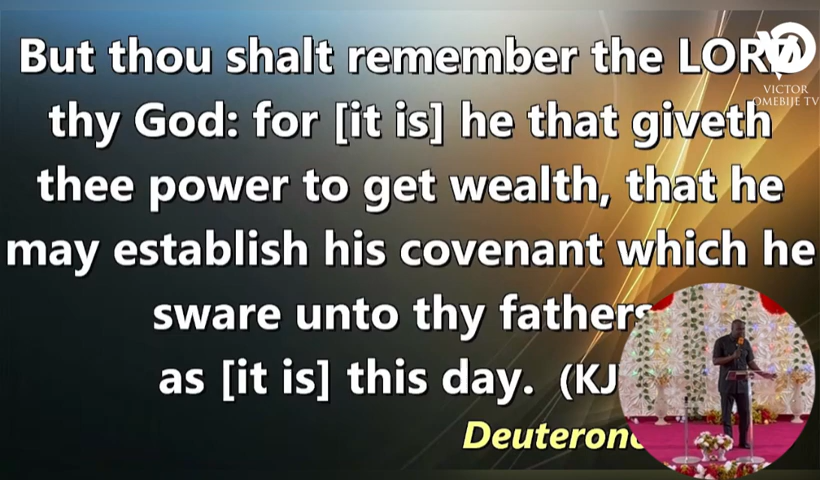 But thou shalt remember the LORD
thy God: for [it is] he that giveth
thee power to get wealth, that he
may establish his covenant which he
sware unto thy fathers
as [it is] this day. (KJ
VICTOR
OMEBIJE TV